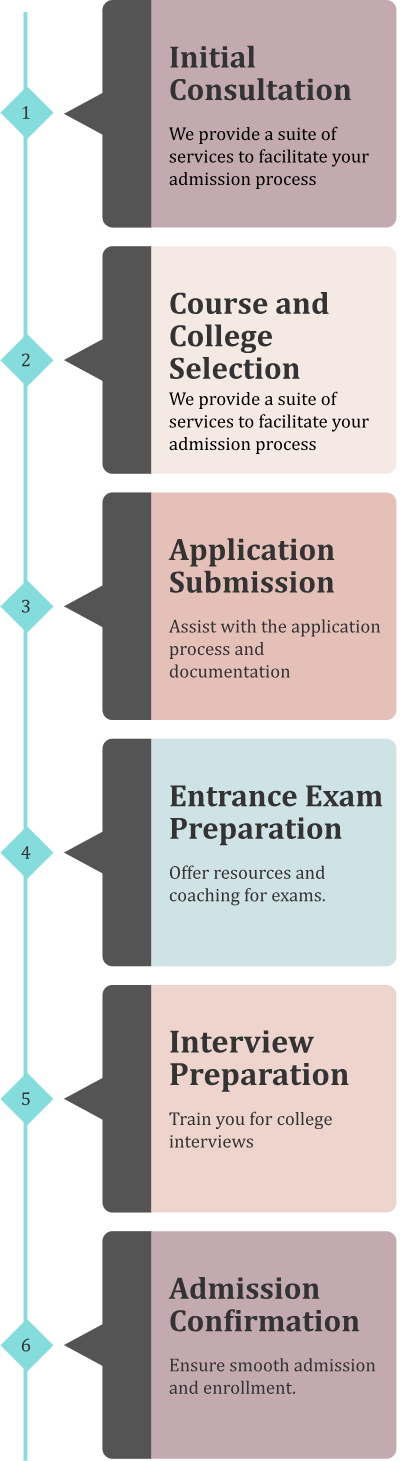 1
Initial
Consultation
We provide a suite of
services to facilitate your
admission process
2
Course and
College
Selection
We provide a suite of
services to facilitate your
admission process
3
Application
Submission
Assist with the application
process and
documentation
4
Entrance Exam
Preparation
Offer resources and
coaching for exams.
5
Interview
Preparation
Train you for college
interviews
6
Admission
Confirmation
Ensure smooth admission
and enrollment.